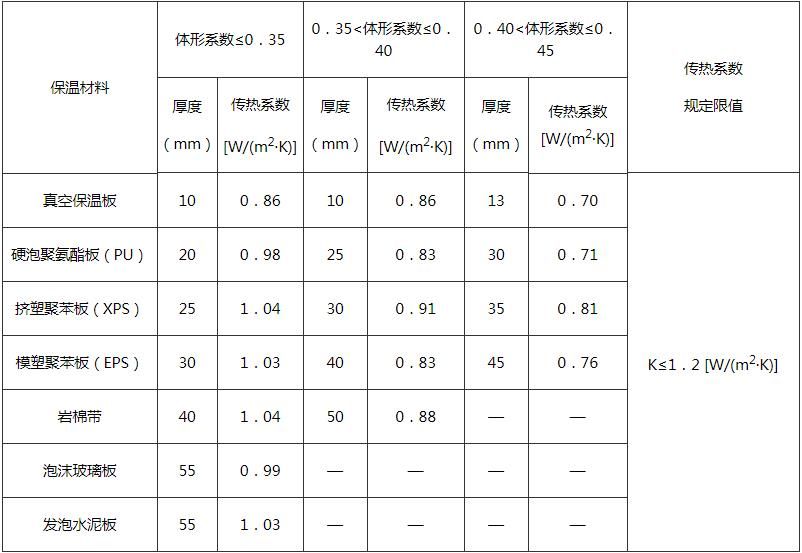 保温材料
体形系数≤0．35
0．35<体形系数≤0．
40
0．40<体形系数≤0．
45
传热系数
规定限值
厚度
（mm）
传热系数
[W/(m²·K)]
厚度
（mm）
传热系数
[W/(m²·K)]
厚度
（mm）
传热系数
[W/(m²·K)]
真空保温板 10 0．86 10 0．86 13 0．70
硬泡聚氨酯板（PU） 20 0．98 25 0．83 30 0．71
挤塑聚苯板（XPS） 25 1．04 30 0．91 35 0．81
模塑聚苯板（EPS） 30 1．03 40 0．83 45 0．76
K≤1．2 [W/(m²·K)]
岩棉带 40 1．04 50 0．88 — —
泡沫玻璃板 55 0．99 — — — —
发泡水泥板 55 1．03 — — — —